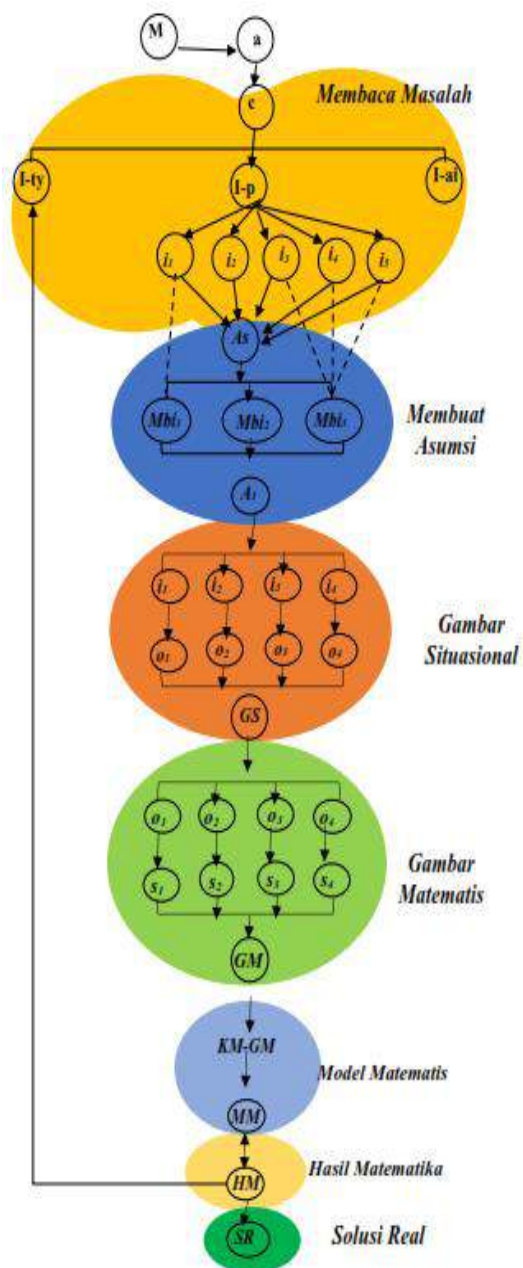 M
a
c
Membaca Masalah
I-ty
I-p
I-ai
i₁ i₂ i₃ i₄ i₅
As
Mbi₁ Mbi₂ Mbi₃
Membuat
Asumsi
A₁
i₁ i₂ i₃ i₄
o₁ o₂ o₃ o₄
Gambar
Situasional
GS
o₁ o₂ o₃ o₄
s₁ s₂ s₃ s₄
Gambar
Matematis
GM
KM-GM
Model Matematis
MM
Hasil Matematika
HM
SR
Solusi Real